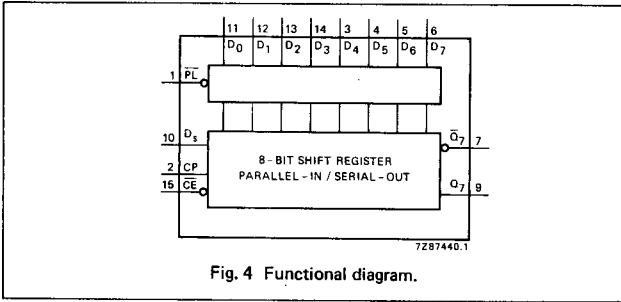 11 12 13 14 3 4 5 6
D0 D1 D2 D3 D4 D5 D6 D7
1 P̅L̅
10 Ds
Q̅7 7
8-BIT SHIFT REGISTER
2 CP
PARALLEL-IN / SERIAL-OUT
15 C̅E̅
Q7 9
7Z87440.1
Fig. 4 Functional diagram.